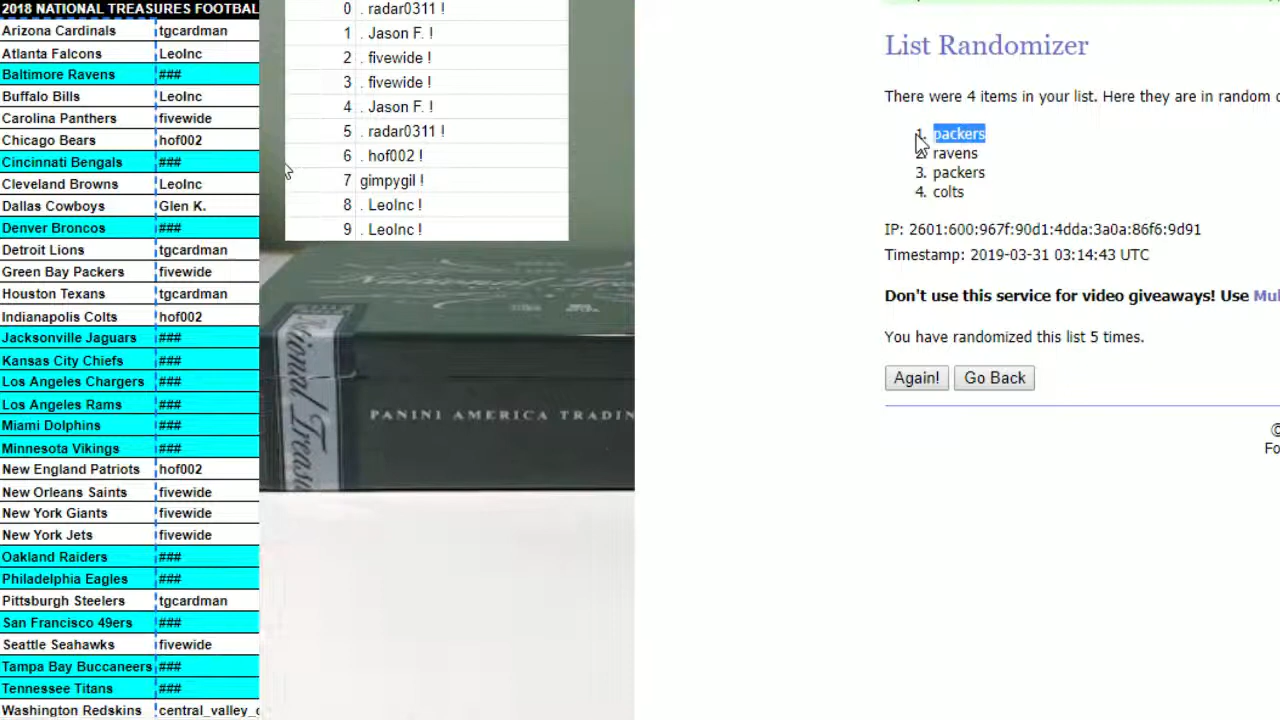 2018 NATIONAL TREASURES FOOTBAL
Arizona Cardinals tgcardman
Atlanta Falcons LeoInc
Baltimore Ravens ###
Buffalo Bills LeoInc
Carolina Panthers fivewide
Chicago Bears hof002
Cincinnati Bengals ###
Cleveland Browns LeoInc
Dallas Cowboys Glen K.
Denver Broncos ###
Detroit Lions tgcardman
Green Bay Packers fivewide
Houston Texans tgcardman
Indianapolis Colts hof002
Jacksonville Jaguars ###
Kansas City Chiefs ###
Los Angeles Chargers ###
Los Angeles Rams ###
Miami Dolphins ###
Minnesota Vikings ###
New England Patriots hof002
New Orleans Saints fivewide
New York Giants fivewide
New York Jets fivewide
Oakland Raiders ###
Philadelphia Eagles ###
Pittsburgh Steelers tgcardman
San Francisco 49ers ###
Seattle Seahawks fivewide
Tampa Bay Buccaneers ###
Tennessee Titans ###
Washington Redskins central_valley_
0 . radar0311 !
1 . Jason F. !
2 . fivewide !
3 . fivewide !
4 . Jason F. !
5 . radar0311 !
6 . hof002 !
7 gimpygil !
8 . LeoInc !
9 . LeoInc !
National
PANINI AMERICA TRADIN
List Randomizer
There were 4 items in your list. Here they are in random
1. packers
2. ravens
3. packers
4. colts
IP: 2601:600:967f:90d1:4dda:3a0a:86f6:9d91
Timestamp: 2019-03-31 03:14:43 UTC
Don't use this service for video giveaways! Use Mul
You have randomized this list 5 times.
Again! Go Back
©
Fo